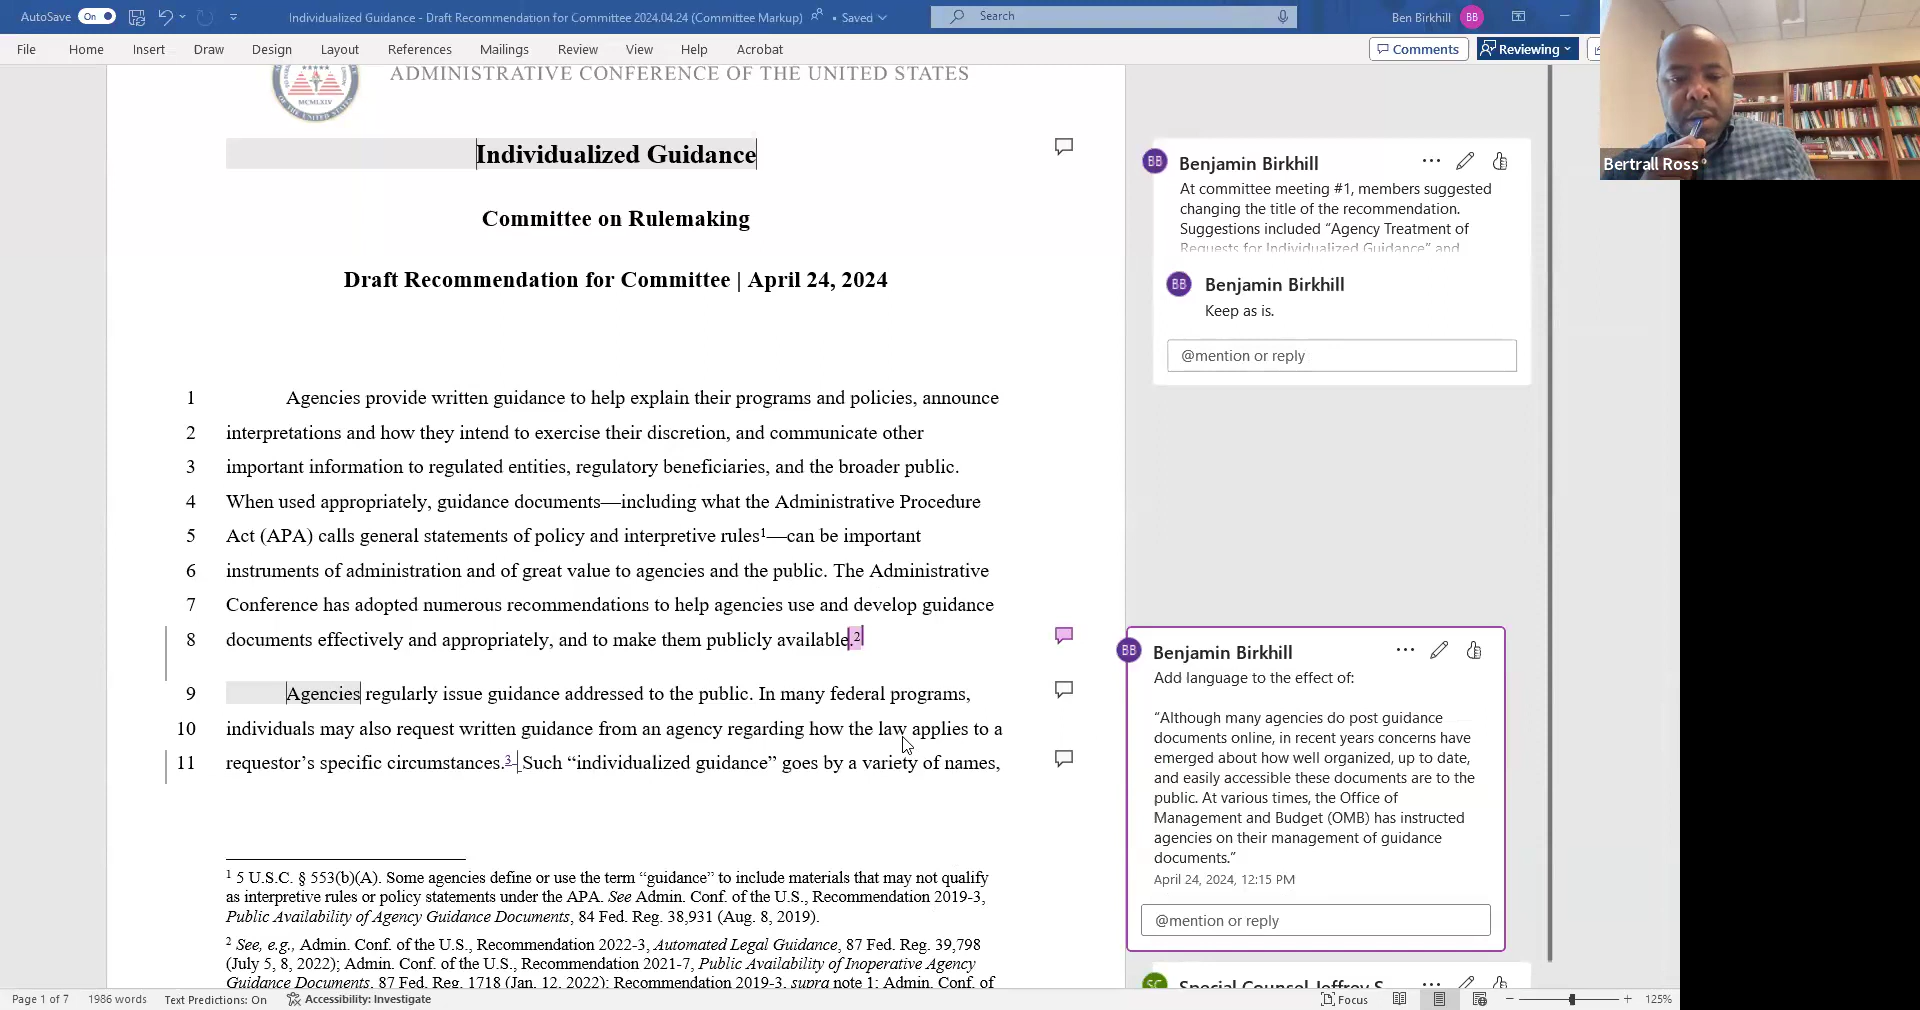 AutoSave On
Individualized Guidance - Draft Recommendation for Committee 2024.04.24 (Committee Markup) • Saved
Search
Ben Birkhill BB
File Home Insert Draw Design Layout References Mailings Review View Help Acrobat
Comments Reviewing
ADMINISTRATIVE CONFERENCE OF THE UNITED STATES
MCMLXIV
Individualized Guidance
Committee on Rulemaking
Draft Recommendation for Committee | April 24, 2024
1 Agencies provide written guidance to help explain their programs and policies, announce
2 interpretations and how they intend to exercise their discretion, and communicate other
3 important information to regulated entities, regulatory beneficiaries, and the broader public.
4 When used appropriately, guidance documents—including what the Administrative Procedure
5 Act (APA) calls general statements of policy and interpretive rules1—can be important
6 instruments of administration and of great value to agencies and the public. The Administrative
7 Conference has adopted numerous recommendations to help agencies use and develop guidance
8 documents effectively and appropriately, and to make them publicly available.2
9 Agencies regularly issue guidance addressed to the public. In many federal programs,
10 individuals may also request written guidance from an agency regarding how the law applies to a
11 requestor’s specific circumstances.3 Such “individualized guidance” goes by a variety of names,
1 5 U.S.C. § 553(b)(A). Some agencies define or use the term “guidance” to include materials that may not qualify
as interpretive rules or policy statements under the APA. See Admin. Conf. of the U.S., Recommendation 2019-3,
Public Availability of Agency Guidance Documents, 84 Fed. Reg. 38,931 (Aug. 8, 2019).
2 See, e.g., Admin. Conf. of the U.S., Recommendation 2022-3, Automated Legal Guidance, 87 Fed. Reg. 39,798
(July 5, 8, 2022); Admin. Conf. of the U.S., Recommendation 2021-7, Public Availability of Inoperative Agency
Guidance Documents, 87 Fed. Reg. 1718 (Jan. 12, 2022); Recommendation 2019-3, supra note 1; Admin. Conf. of
BB Benjamin Birkhill
At committee meeting #1, members suggested
changing the title of the recommendation.
Suggestions included “Agency Treatment of
Requests for Individualized Guidance” and
BB Benjamin Birkhill
Keep as is.
@mention or reply
BB Benjamin Birkhill
Add language to the effect of:
“Although many agencies do post guidance
documents online, in recent years concerns have
emerged about how well organized, up to date,
and easily accessible these documents are to the
public. At various times, the Office of
Management and Budget (OMB) has instructed
agencies on their management of guidance
documents.”
April 24, 2024, 12:15 PM
@mention or reply
SC Special Counsel Jeffrey S
Bertrall Ross
Page 1 of 7 1986 words Text Predictions: On Accessibility: Investigate
Focus 125%